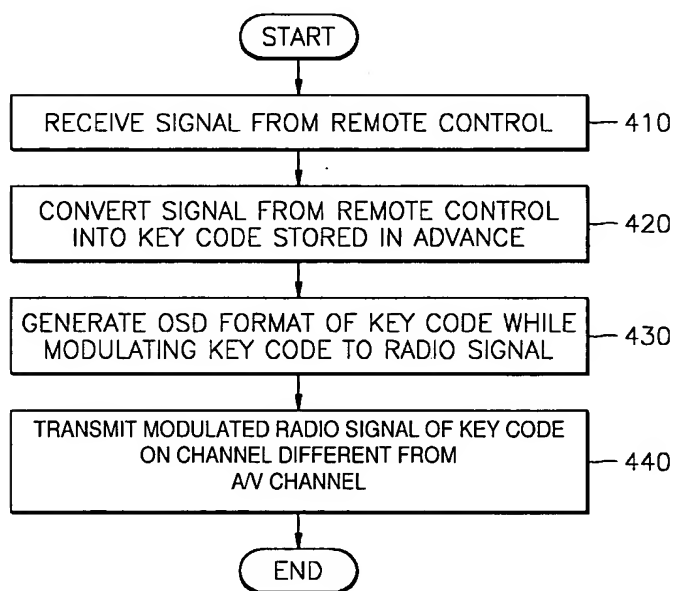 START
RECEIVE SIGNAL FROM REMOTE CONTROL
410
CONVERT SIGNAL FROM REMOTE CONTROL
INTO KEY CODE STORED IN ADVANCE
420
GENERATE OSD FORMAT OF KEY CODE WHILE
MODULATING KEY CODE TO RADIO SIGNAL
430
TRANSMIT MODULATED RADIO SIGNAL OF KEY CODE
ON CHANNEL DIFFERENT FROM
A/V CHANNEL
440
END